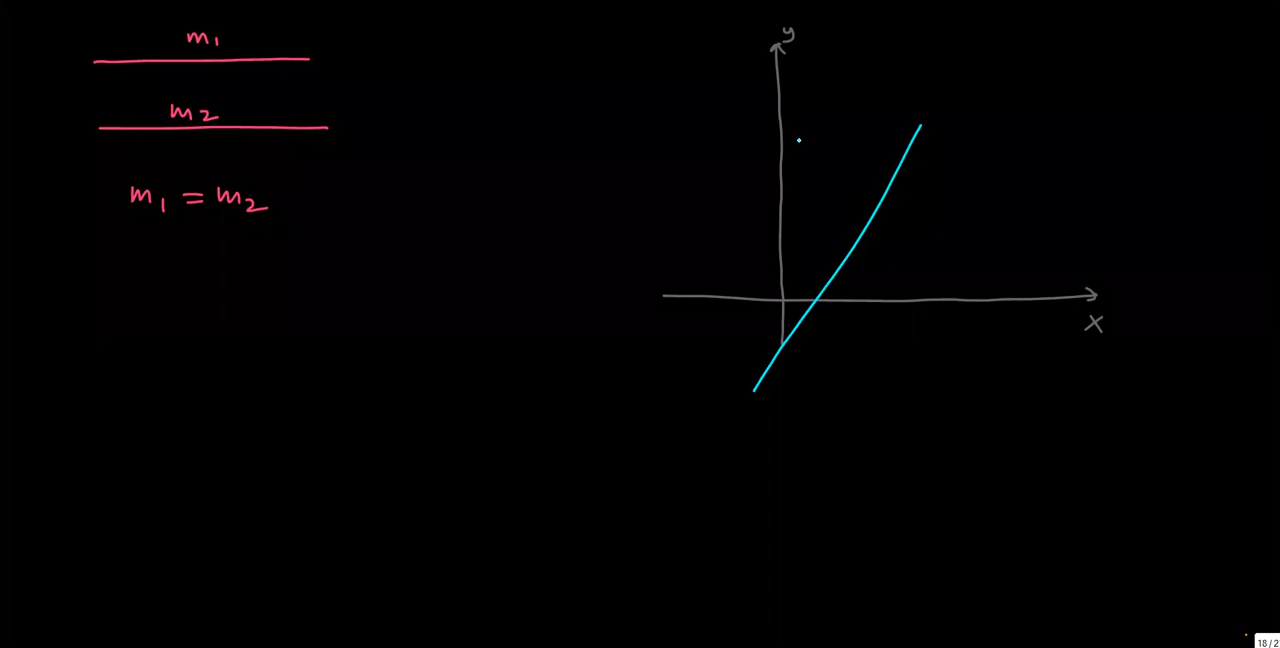 m₁
m₂
m₁ = m₂
y
x
18 / 2